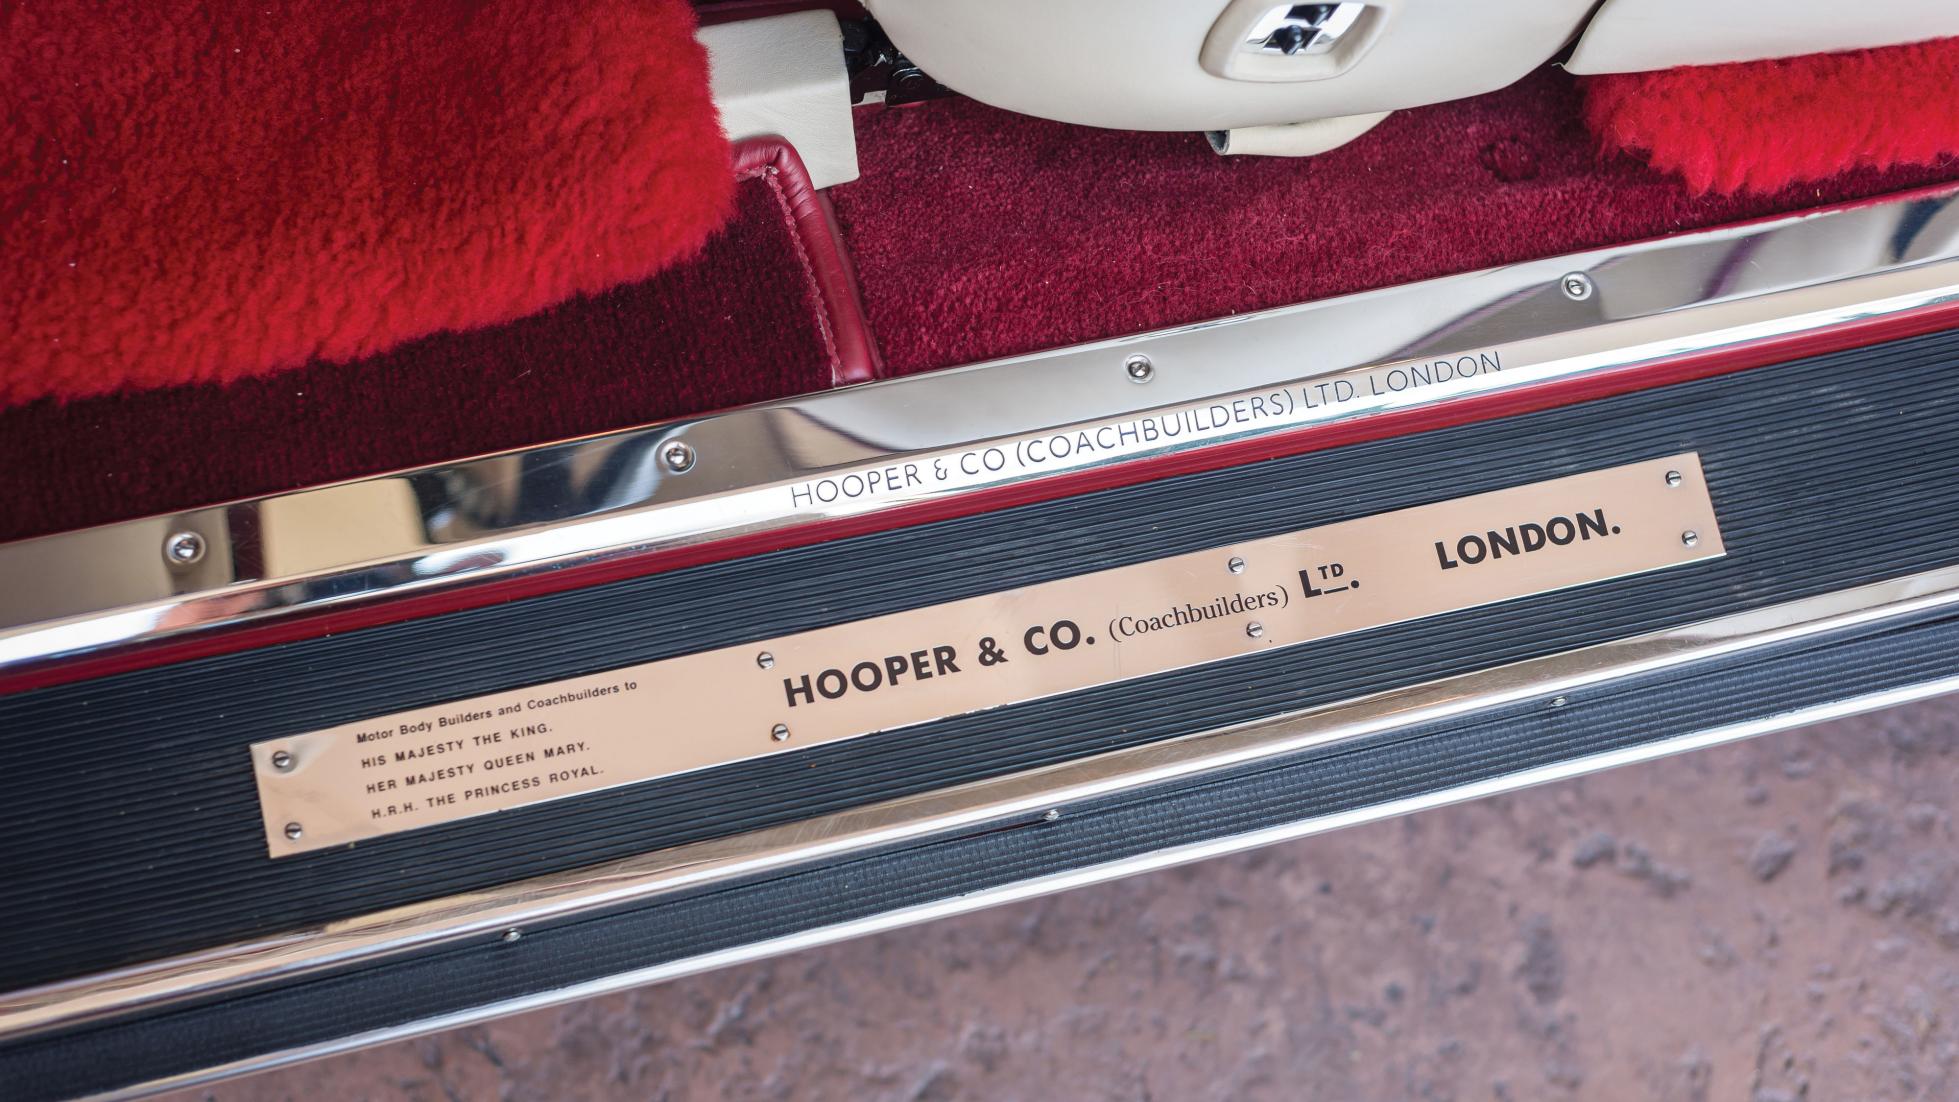 HOOPER & CO (COACHBUILDERS) LTD. LONDON
Motor Body Builders and Coachbuilders to
HIS MAJESTY THE KING.
HER MAJESTY QUEEN MARY.
H.R.H. THE PRINCESS ROYAL.
HOOPER & CO. (Coachbuilders) LTD. LONDON.